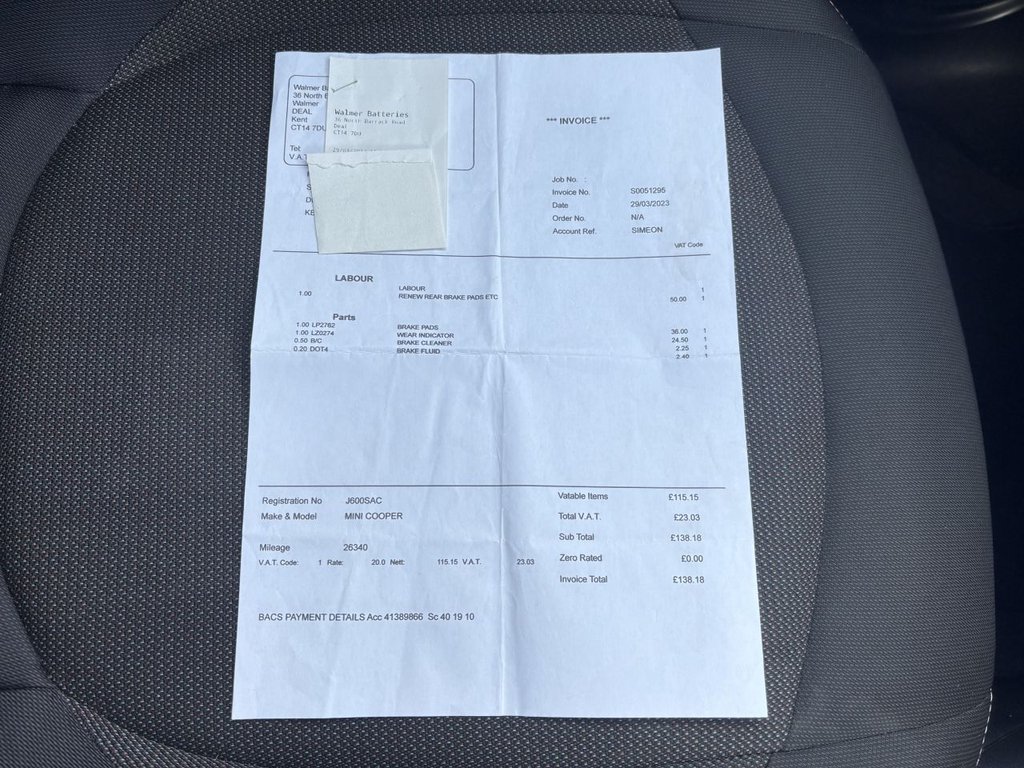 Walmer
36 North
Walmer
DEAL
Kent
CT14 7DU
Tel:
Walmer Batteries
36 North Barrack Road
Deal
CT14 7DU
*** INVOICE ***
Job No. :
Invoice No. S0051295
Date 29/03/2023
Order No. N/A
Account Ref. SIMEON
VAT Code
LABOUR
LABOUR 1
1.00 RENEW REAR BRAKE PADS ETC 50.00 1
Parts
1.00 LP2762 BRAKE PADS 36.00 1
1.00 LZ0274 WEAR INDICATOR 24.50 1
0.50 B/C BRAKE CLEANER 2.25 1
0.20 DOT4 BRAKE FLUID 2.40 1
Registration No J600SAC
Make & Model MINI COOPER
Mileage 26340
V.A.T. Code: 1 Rate: 20.0 Nett: 115.15 V.A.T. 23.03
Vatable Items £115.15
Total V.A.T. £23.03
Sub Total £138.18
Zero Rated £0.00
Invoice Total £138.18
BACS PAYMENT DETAILS Acc 41389866 Sc 40 19 10